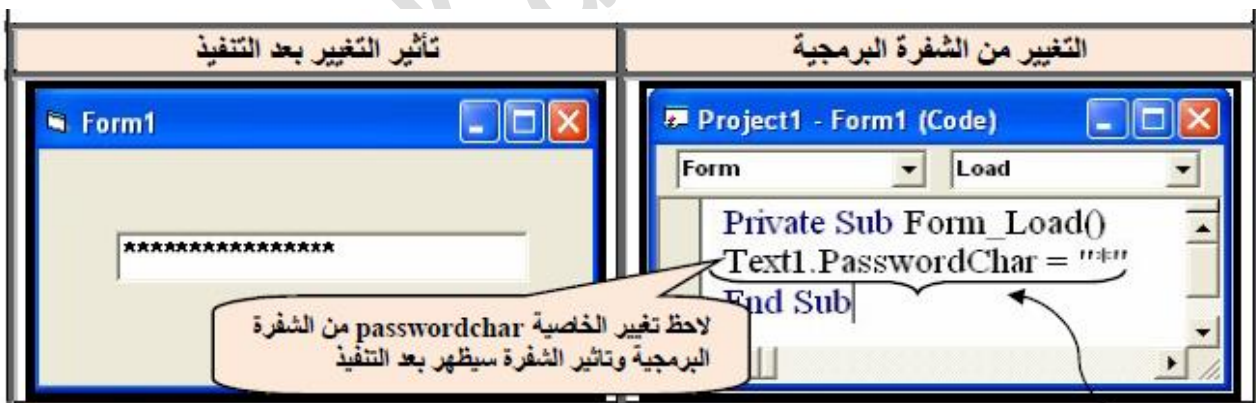 التغيير من الشفرة البرمجية
تأثير التغيير بعد التنفيذ
Project1 - Form1 (Code)
Form
Load
Private Sub Form_Load()
Text1.PasswordChar = "*"
End Sub
Form1
****************
لاحظ تغيير الخاصية passwordchar من الشفرة
البرمجية وتاثير الشفرة سيظهر بعد التنفيذ